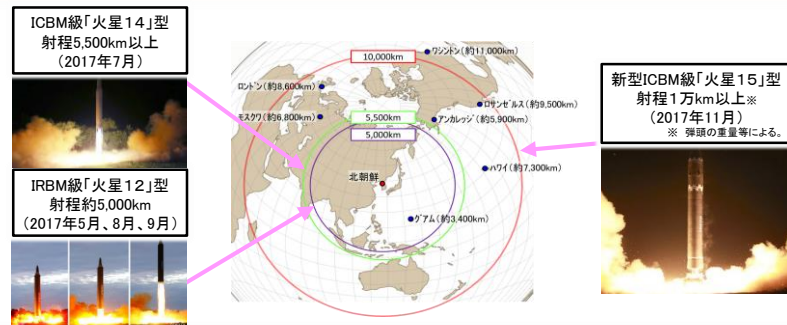 ICBM級「火星14」型
射程5,500km以上
(2017年7月)
IRBM級「火星12」型
射程約5,000km
(2017年5月、8月、9月)
ワシントン(約11,000km)
10,000km
ロンドン(約8,600km)
ロサンゼルス(約9,500km)
モスクワ(約6,800km)
5,500km
アンカレッジ(約5,900km)
5,000km
ハワイ(約7,300km)
北朝鮮
グアム(約3,400km)
新型ICBM級「火星15」型
射程1万km以上※
(2017年11月)
※ 弾頭の重量等による。